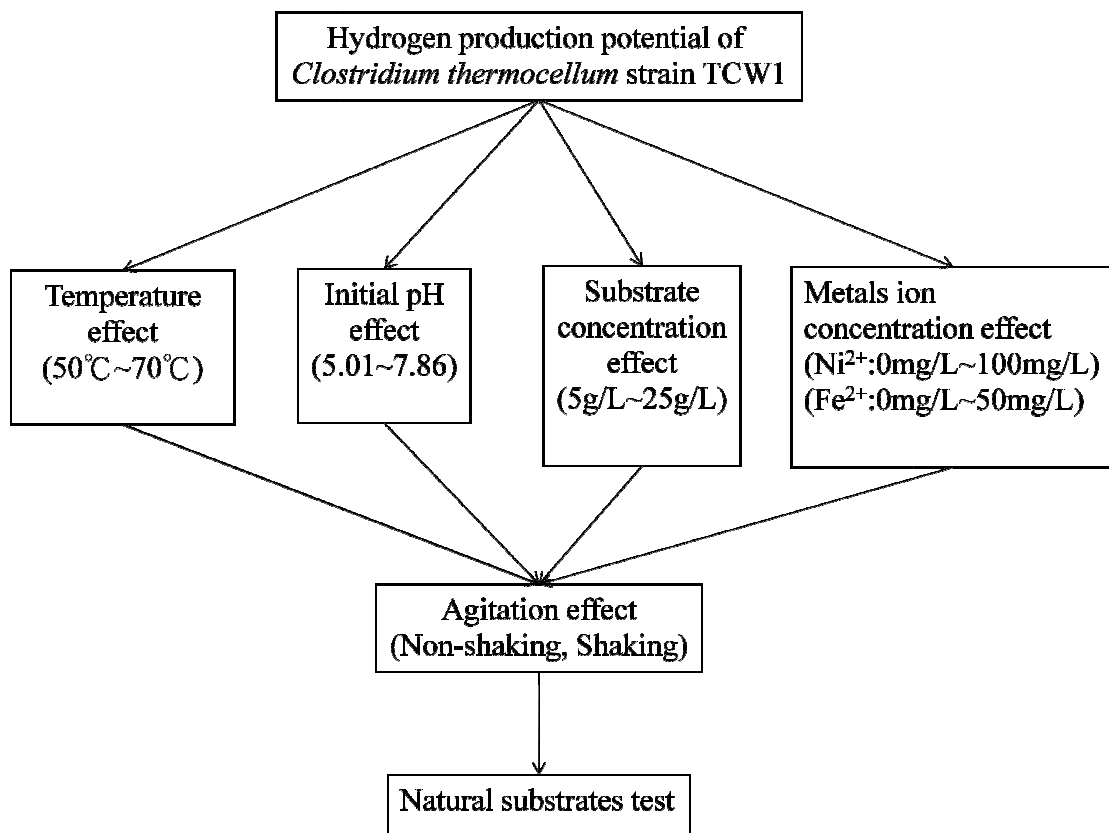 Hydrogen production potential of
Clostridium thermocellum strain TCW1
Temperature
effect
(50℃~70℃)
Initial pH
effect
(5.01~7.86)
Substrate
concentration
effect
(5g/L~25g/L)
Metals ion
concentration effect
(Ni²⁺:0mg/L~100mg/L)
(Fe²⁺:0mg/L~50mg/L)
Agitation effect
(Non-shaking, Shaking)
Natural substrates test